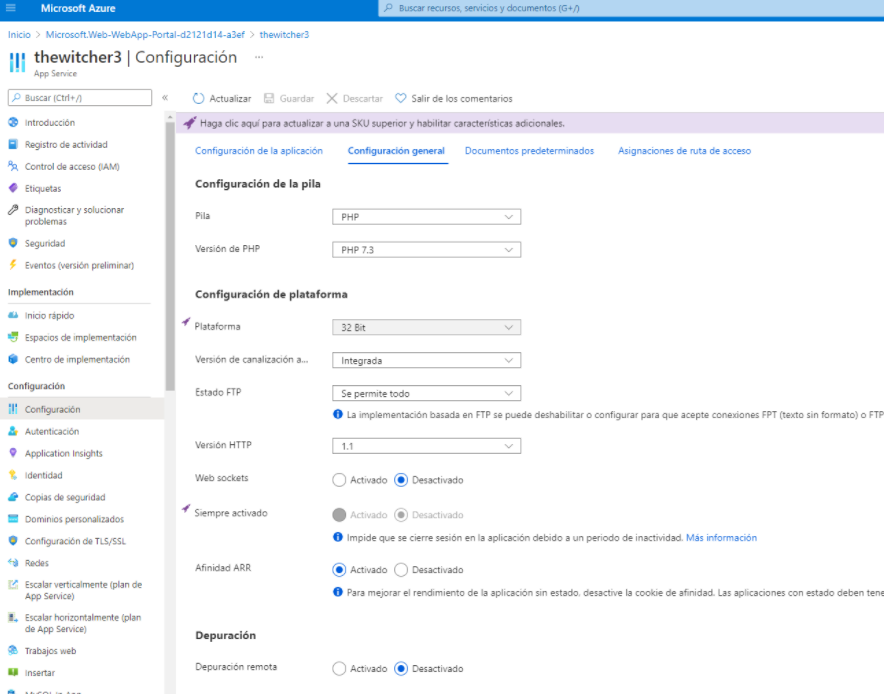 Microsoft Azure
Buscar recursos, servicios y documentos (G+/)
Inicio > Microsoft.Web-WebApp-Portal-d2121d14-a3ef > thewitcher3
thewitcher3 | Configuración ...
App Service
Buscar (Ctrl+/)
«
Actualizar
Guardar
Descartar
Salir de los comentarios
Introducción
Registro de actividad
Control de acceso (IAM)
Etiquetas
Diagnosticar y solucionar
problemas
Seguridad
Eventos (versión preliminar)
Implementación
Inicio rápido
Espacios de implementación
Centro de implementación
Configuración
Configuración
Autenticación
Application Insights
Identidad
Copias de seguridad
Dominios personalizados
Configuración de TLS/SSL
Redes
Escalar verticalmente (plan de
App Service)
Escalar horizontalmente (plan
de App Service)
Trabajos web
Insertar
MySQL in App
Haga clic aquí para actualizar a una SKU superior y habilitar características adicionales.
Configuración de la aplicación
Configuración general
Documentos predeterminados
Asignaciones de ruta de acceso
Configuración de la pila
Pila
PHP
Versión de PHP
PHP 7.3
Configuración de plataforma
Plataforma
32 Bit
Versión de canalización a...
Integrada
Estado FTP
Se permite todo
La implementación basada en FTP se puede deshabilitar o configurar para que acepte conexiones FPT (texto sin formato) o FTP
Versión HTTP
1.1
Web sockets
Activado
Desactivado
Siempre activado
Activado
Desactivado
Impide que se cierre sesión en la aplicación debido a un periodo de inactividad. Más información
Afinidad ARR
Activado
Desactivado
Para mejorar el rendimiento de la aplicación sin estado, desactive la cookie de afinidad. Las aplicaciones con estado deben tene
Depuración
Depuración remota
Activado
Desactivado